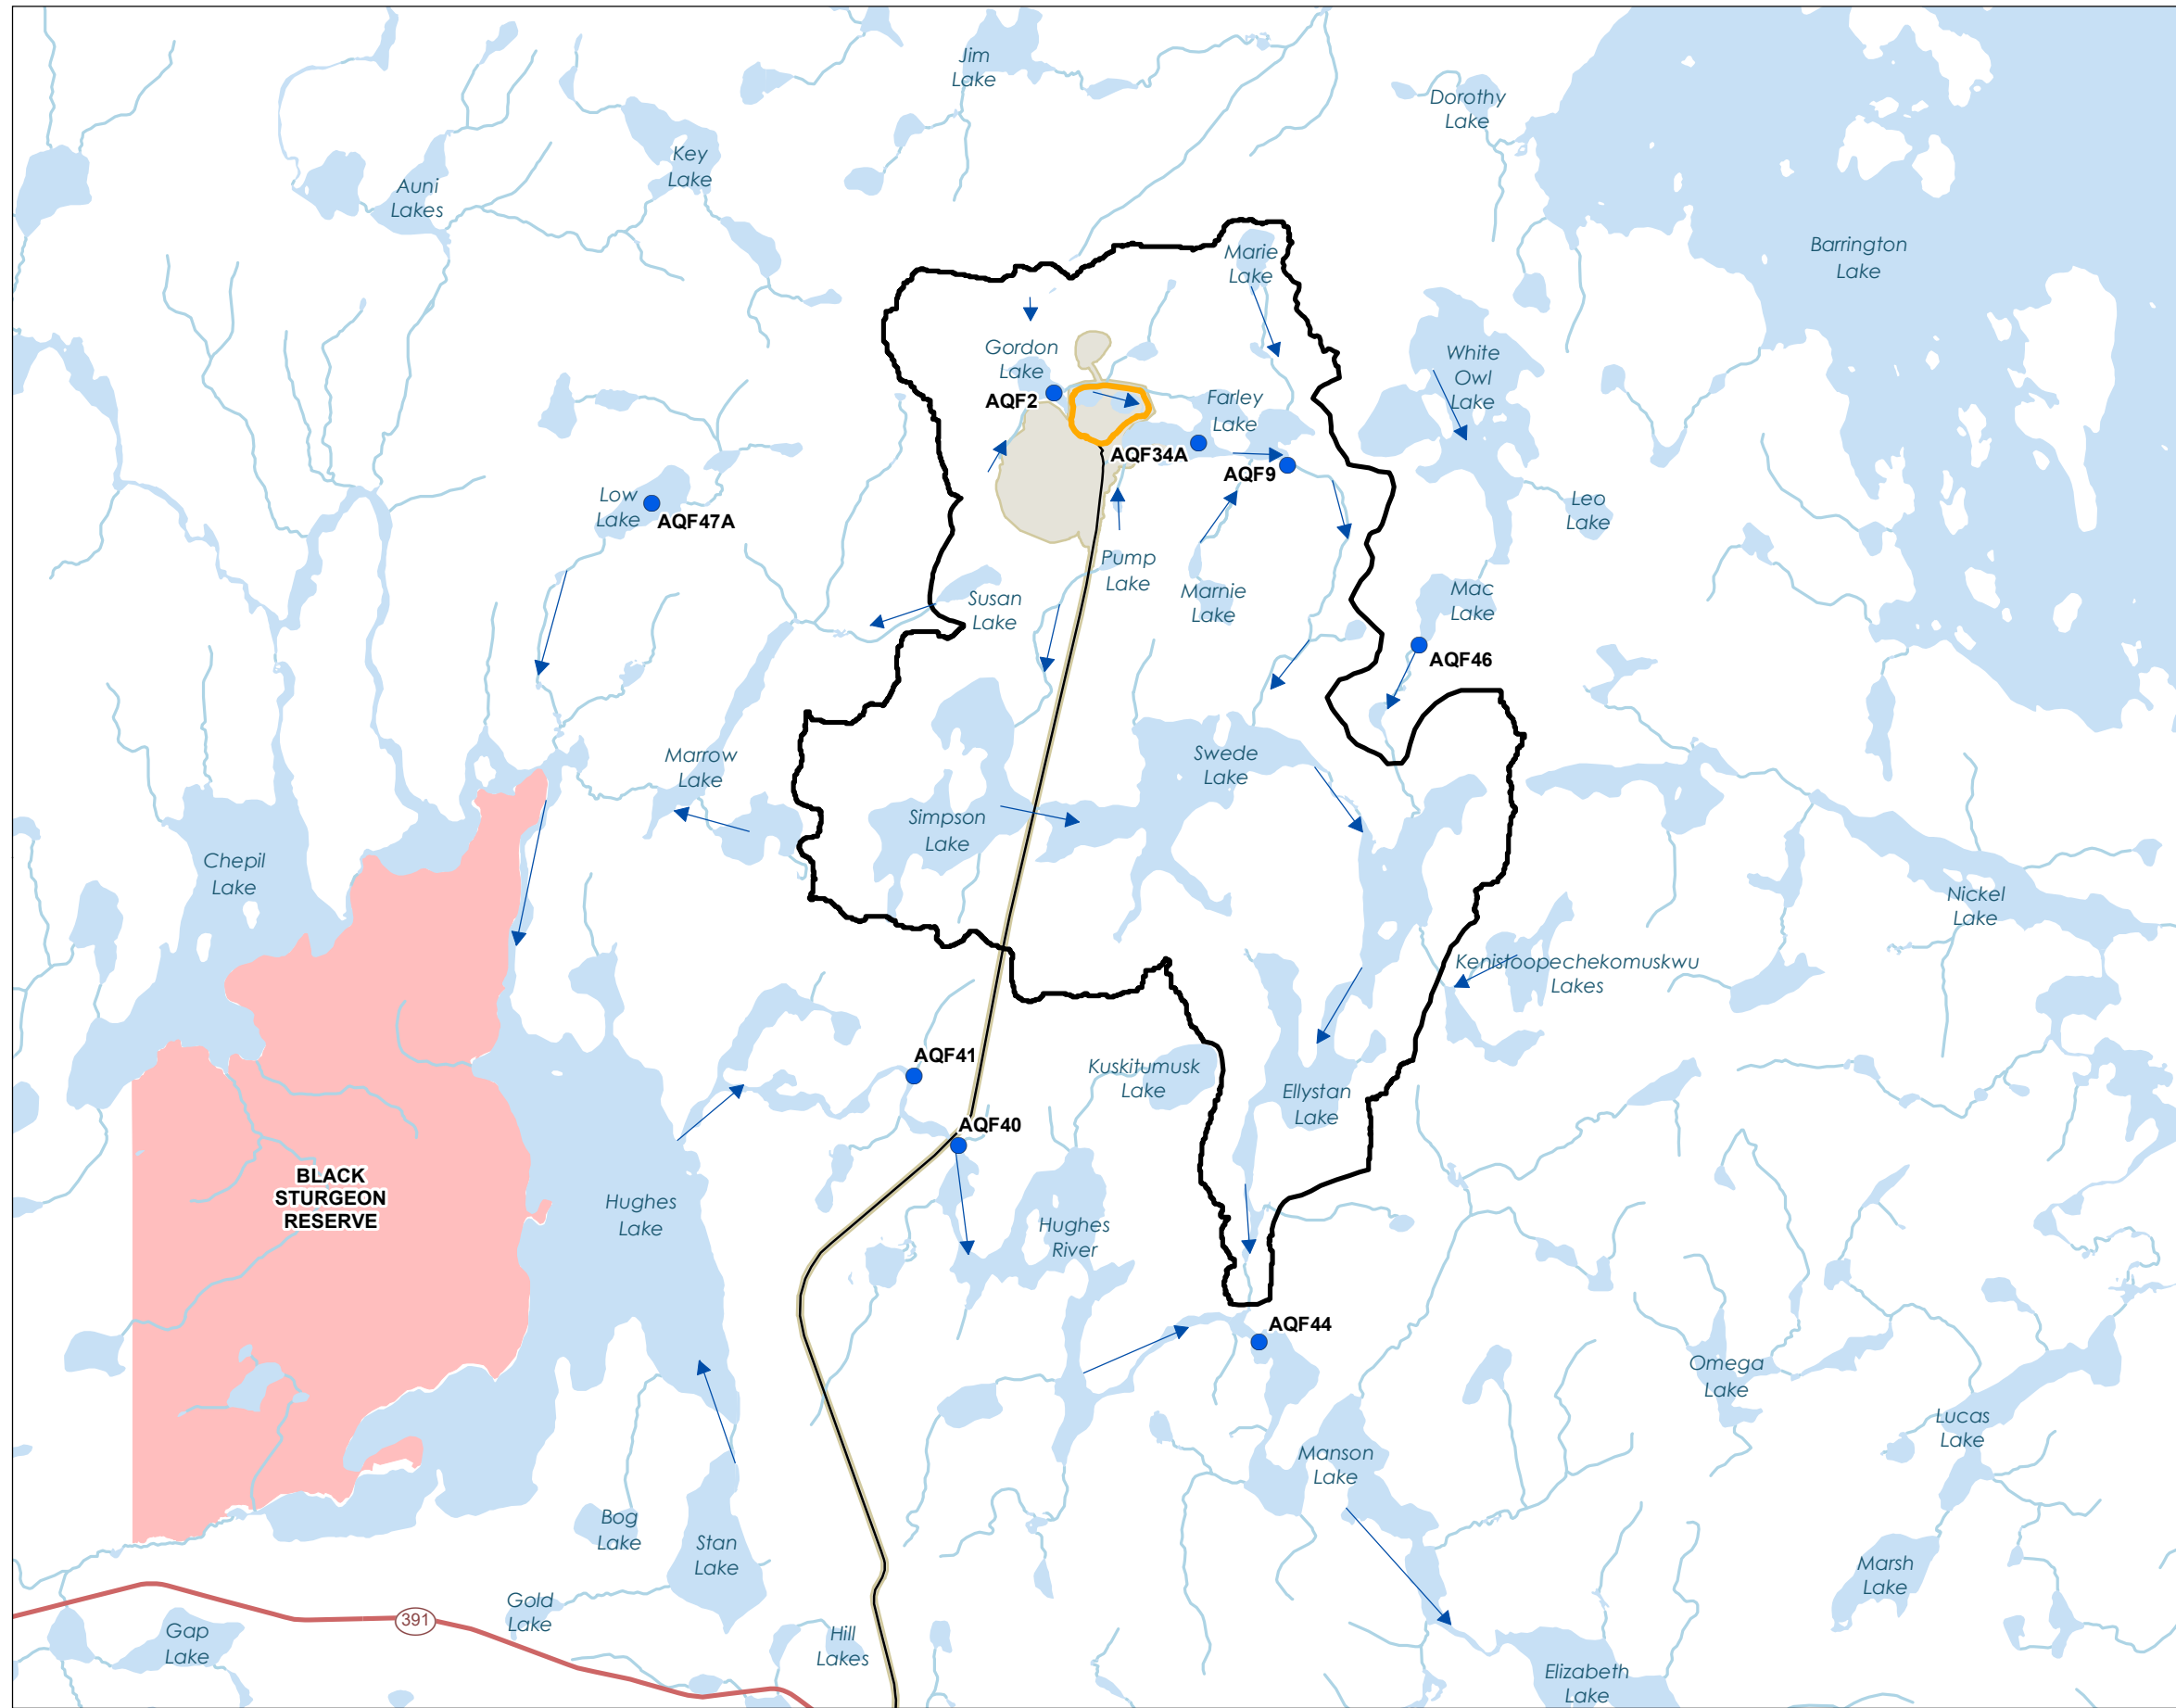 Jim
Lake
Dorothy
Lake
Key
Lake
Auni
Lakes
Barrington
Lake
Marie
Lake
Gordon
Lake
White
Owl
Lake
AQF2
Farley
Lake
AQF34A
AQF9
Low
Lake
AQF47A
Leo
Lake
Pump
Lake
Marnie
Lake
Susan
Lake
Mac
Lake
AQF46
Marrow
Lake
Swede
Lake
Simpson
Lake
Chepil
Lake
Nickel
Lake
Kenistoopechekomuskwu
Lakes
AQF41
Kuskitumusk
Lake
Ellystan
Lake
AQF40
BLACK
STURGEON
RESERVE
Hughes
Lake
Hughes
River
AQF44
Omega
Lake
Lucas
Lake
Manson
Lake
Bog
Lake
Stan
Lake
Marsh
Lake
Gold
Lake
391
Gap
Lake
Hill
Lakes
Elizabeth
Lake